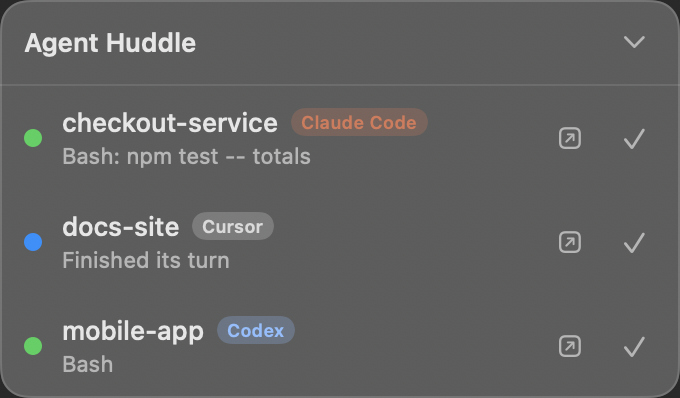 Agent Huddle
checkout-service Claude Code
Bash: npm test -- totals
docs-site Cursor
Finished its turn
mobile-app Codex
Bash